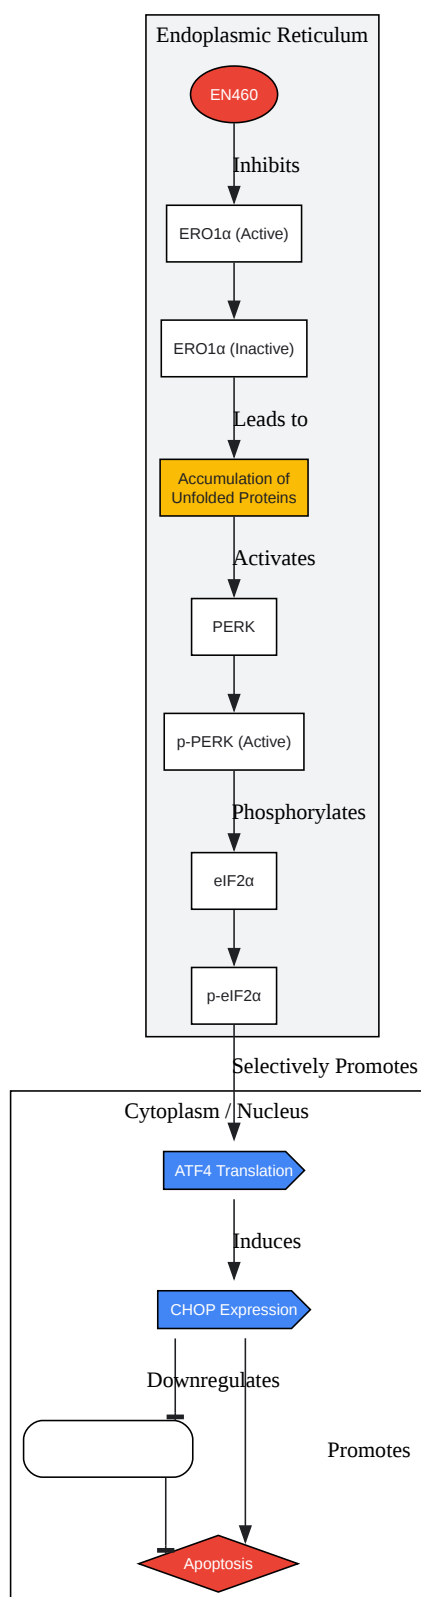 Endoplasmic Reticulum
EN460
Inhibits
ERO1α (Active)
ERO1α (Inactive)
Leads to
Accumulation of
Unfolded Proteins
Activates
PERK
p-PERK (Active)
Phosphorylates
eIF2α
p-eIF2α
Selectively Promotes
Cytoplasm / Nucleus
ATF4 Translation
Induces
CHOP Expression
Downregulates
Promotes
Apoptosis